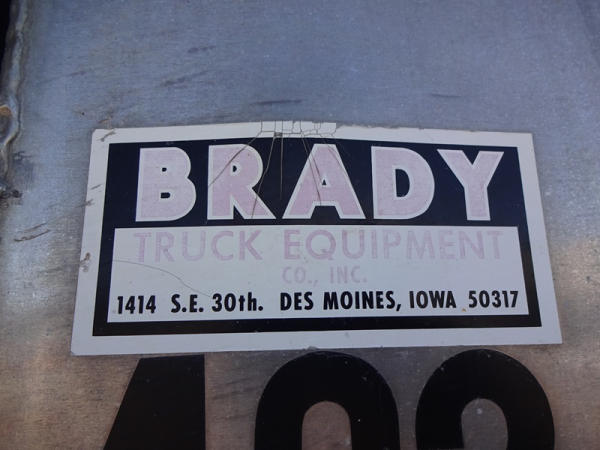 BRADY
TRUCK EQUIPMENT
CO., INC.
1414 S.E. 30th. DES MOINES, IOWA 50317